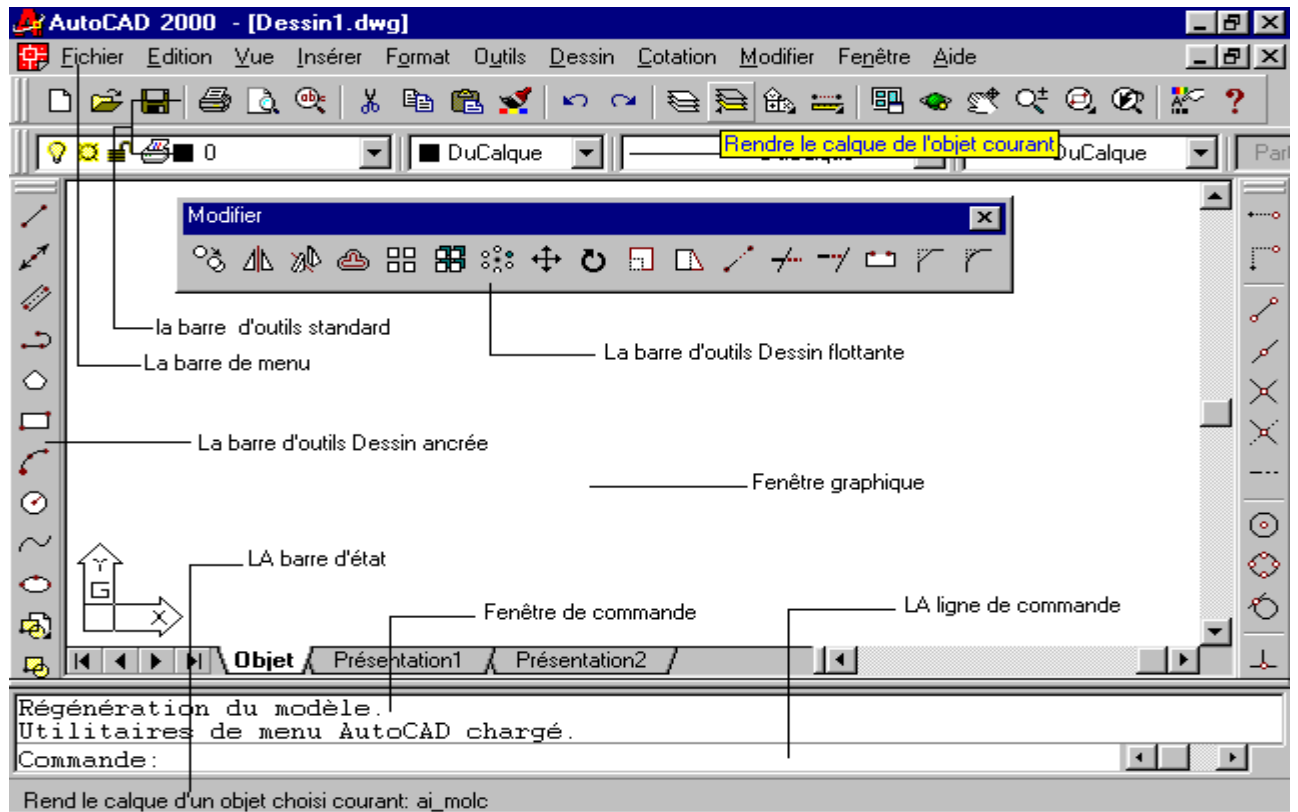 AutoCAD 2000 - [Dessin1.dwg]
Fichier Edition Vue Insérer Format Outils Dessin Cotation Modifier Fenêtre Aide
0 DuCalque DuCalque
Rendre le calque de l'objet courant
Modifier
la barre d'outils standard
La barre d'outils Dessin flottante
La barre de menu
La barre d'outils Dessin ancrée
Fenêtre graphique
LA barre d'état
Fenêtre de commande
LA ligne de commande
Y
G
X
Objet Présentation1 Présentation2
Régénération du modèle.
Utilitaires de menu AutoCAD chargé.
Commande:
Rend le calque d'un objet choisi courant: ai_molc